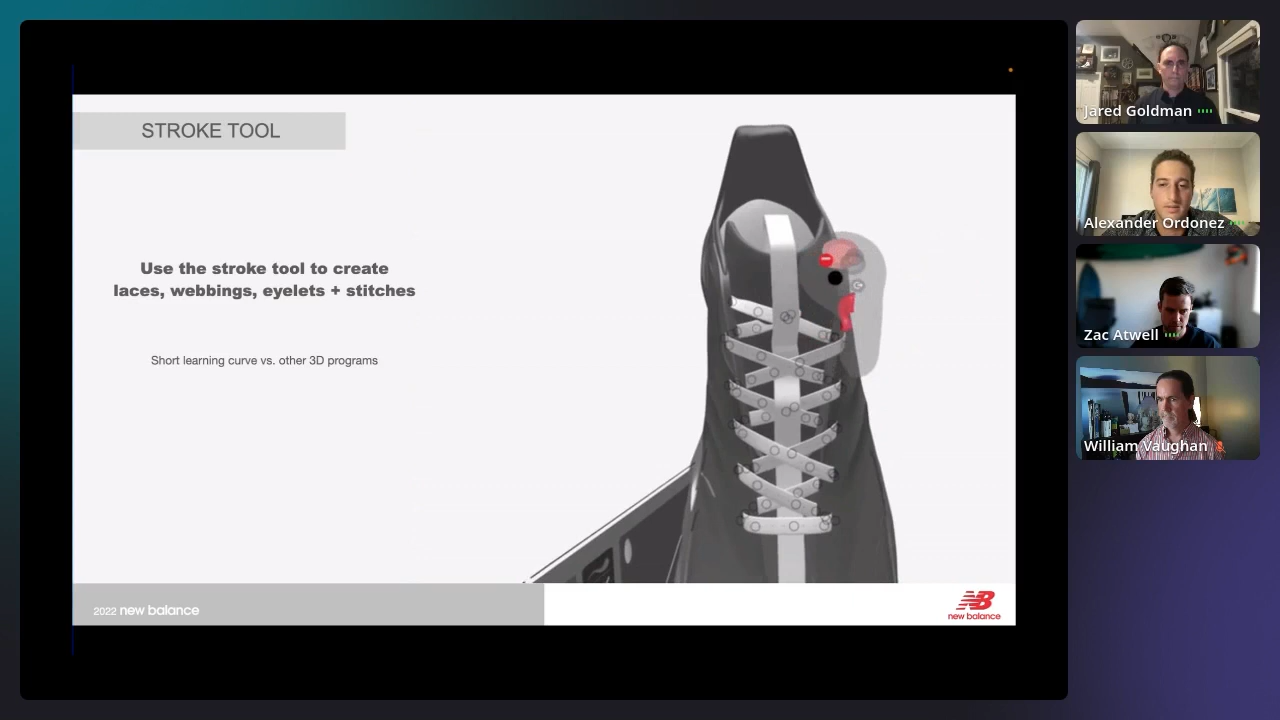 STROKE TOOL
Use the stroke tool to create
laces, webbings, eyelets + stitches
Short learning curve vs. other 3D programs
2022 new balance
NB
new balance
Jared Goldman
Alexander Ordonez
Zac Atwell
William Vaughan